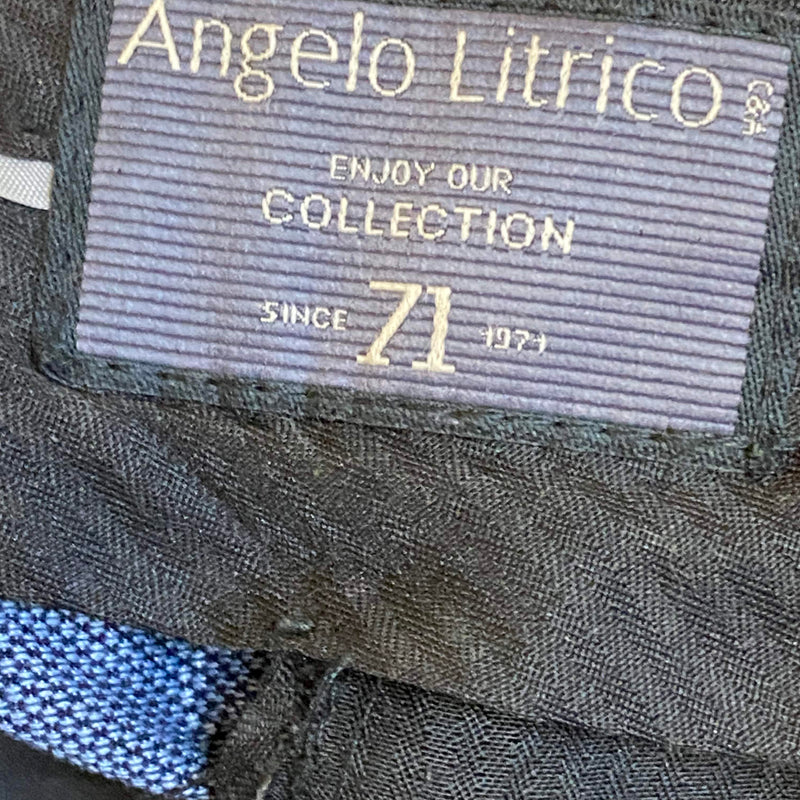 Angelo Litrico C&A
ENJOY OUR
COLLECTION
SINCE 71 1971